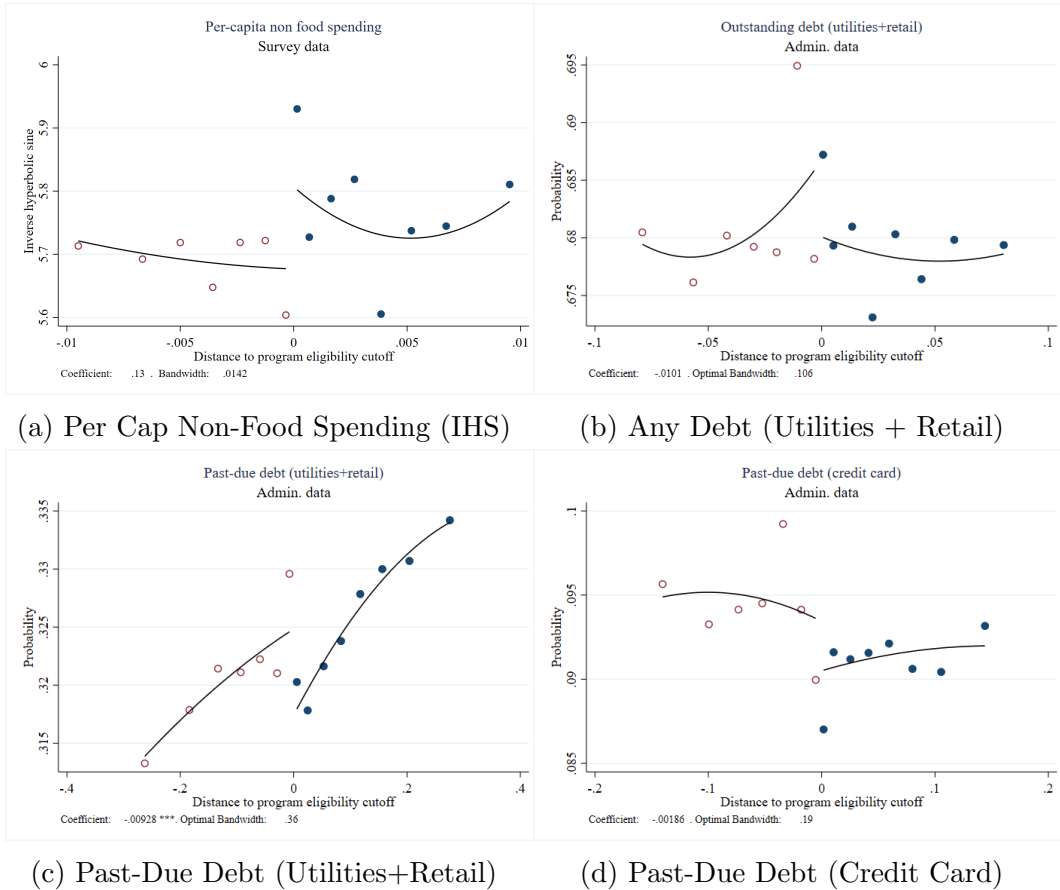 Per-capita non food spending
Survey data
Inverse hyperbolic sine
6
5.9
5.8
5.7
5.6
-.01 -.005 0 .005 .01
Distance to program eligibility cutoff
Coefficient: .13 . Bandwidth: .0142
(a) Per Cap Non-Food Spending (IHS)
Outstanding debt (utilities+retail)
Admin. data
Probability
.695
.69
.685
.68
.675
-.1 -.05 0 .05 .1
Distance to program eligibility cutoff
Coefficient: -.0101 . Optimal Bandwidth: .106
(b) Any Debt (Utilities + Retail)
Past-due debt (utilities+retail)
Admin. data
Probability
.335
.33
.325
.32
.315
-.4 -.2 0 .2 .4
Distance to program eligibility cutoff
Coefficient: -.00928 ***. Optimal Bandwidth: .36
(c) Past-Due Debt (Utilities+Retail)
Past-due debt (credit card)
Admin. data
Probability
.1
.095
.09
.085
-.2 -.1 0 .1 .2
Distance to program eligibility cutoff
Coefficient: -.00186 . Optimal Bandwidth: .19
(d) Past-Due Debt (Credit Card)